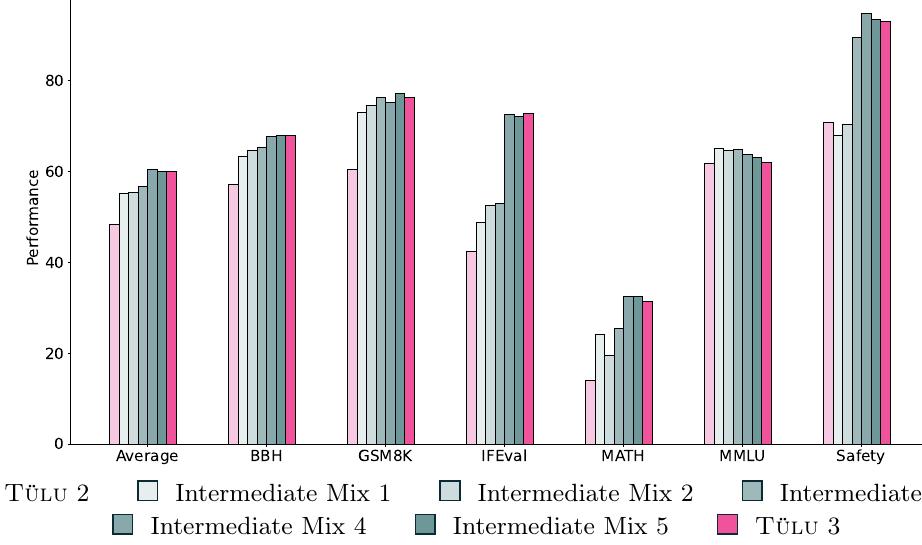 80
60
40
20
0
Performance
Average BBH GSM8K IFEval MATH MMLU Safety
TÜLU 2 Intermediate Mix 1 Intermediate Mix 2 Intermediate
Intermediate Mix 4 Intermediate Mix 5 TÜLU 3